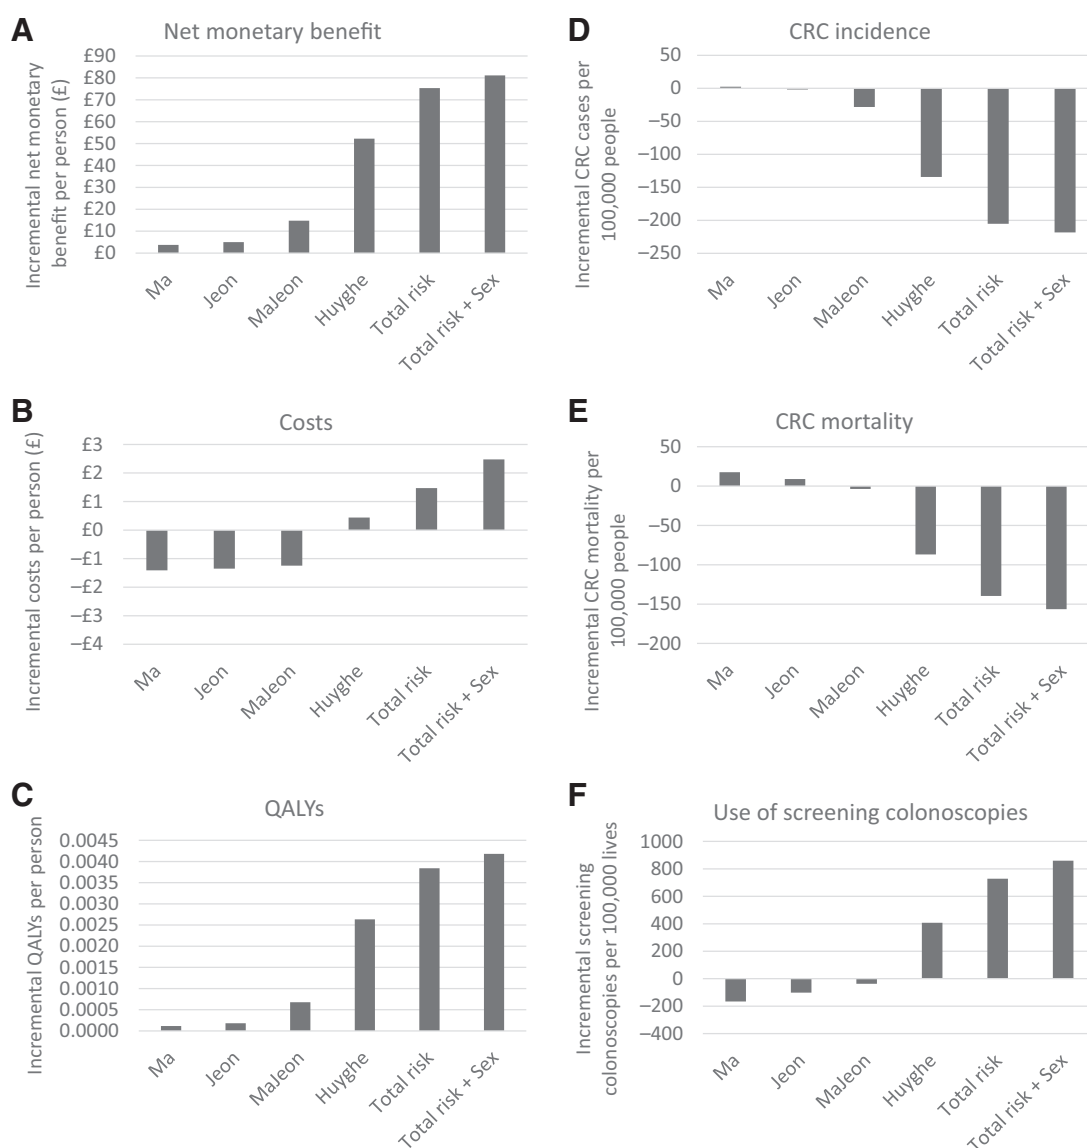 A
Net monetary benefit
Incremental net monetary
benefit per person (£)
£90
£80
£70
£60
£50
£40
£30
£20
£10
£0
Ma
Jeon
MaJeon
Huyghe
Total risk
Total risk + Sex
B
Costs
Incremental costs per person (£)
£3
£2
£1
£0
−£1
−£2
−£3
−£4
Ma
Jeon
MaJeon
Huyghe
Total risk
Total risk + Sex
C
QALYs
Incremental QALYs per person
0.0045
0.0040
0.0035
0.0030
0.0025
0.0020
0.0015
0.0010
0.0005
0.0000
Ma
Jeon
MaJeon
Huyghe
Total risk
Total risk + Sex
D
CRC incidence
Incremental CRC cases per
100,000 people
50
0
−50
−100
−150
−200
−250
Ma
Jeon
MaJeon
Huyghe
Total risk
Total risk + Sex
E
CRC mortality
Incremental CRC mortality per
100,000 people
50
0
−50
−100
−150
−200
Ma
Jeon
MaJeon
Huyghe
Total risk
Total risk + Sex
F
Use of screening colonoscopies
Incremental screening
colonoscopies per 100,000 lives
1000
800
600
400
200
0
−200
−400
Ma
Jeon
MaJeon
Huyghe
Total risk
Total risk + Sex